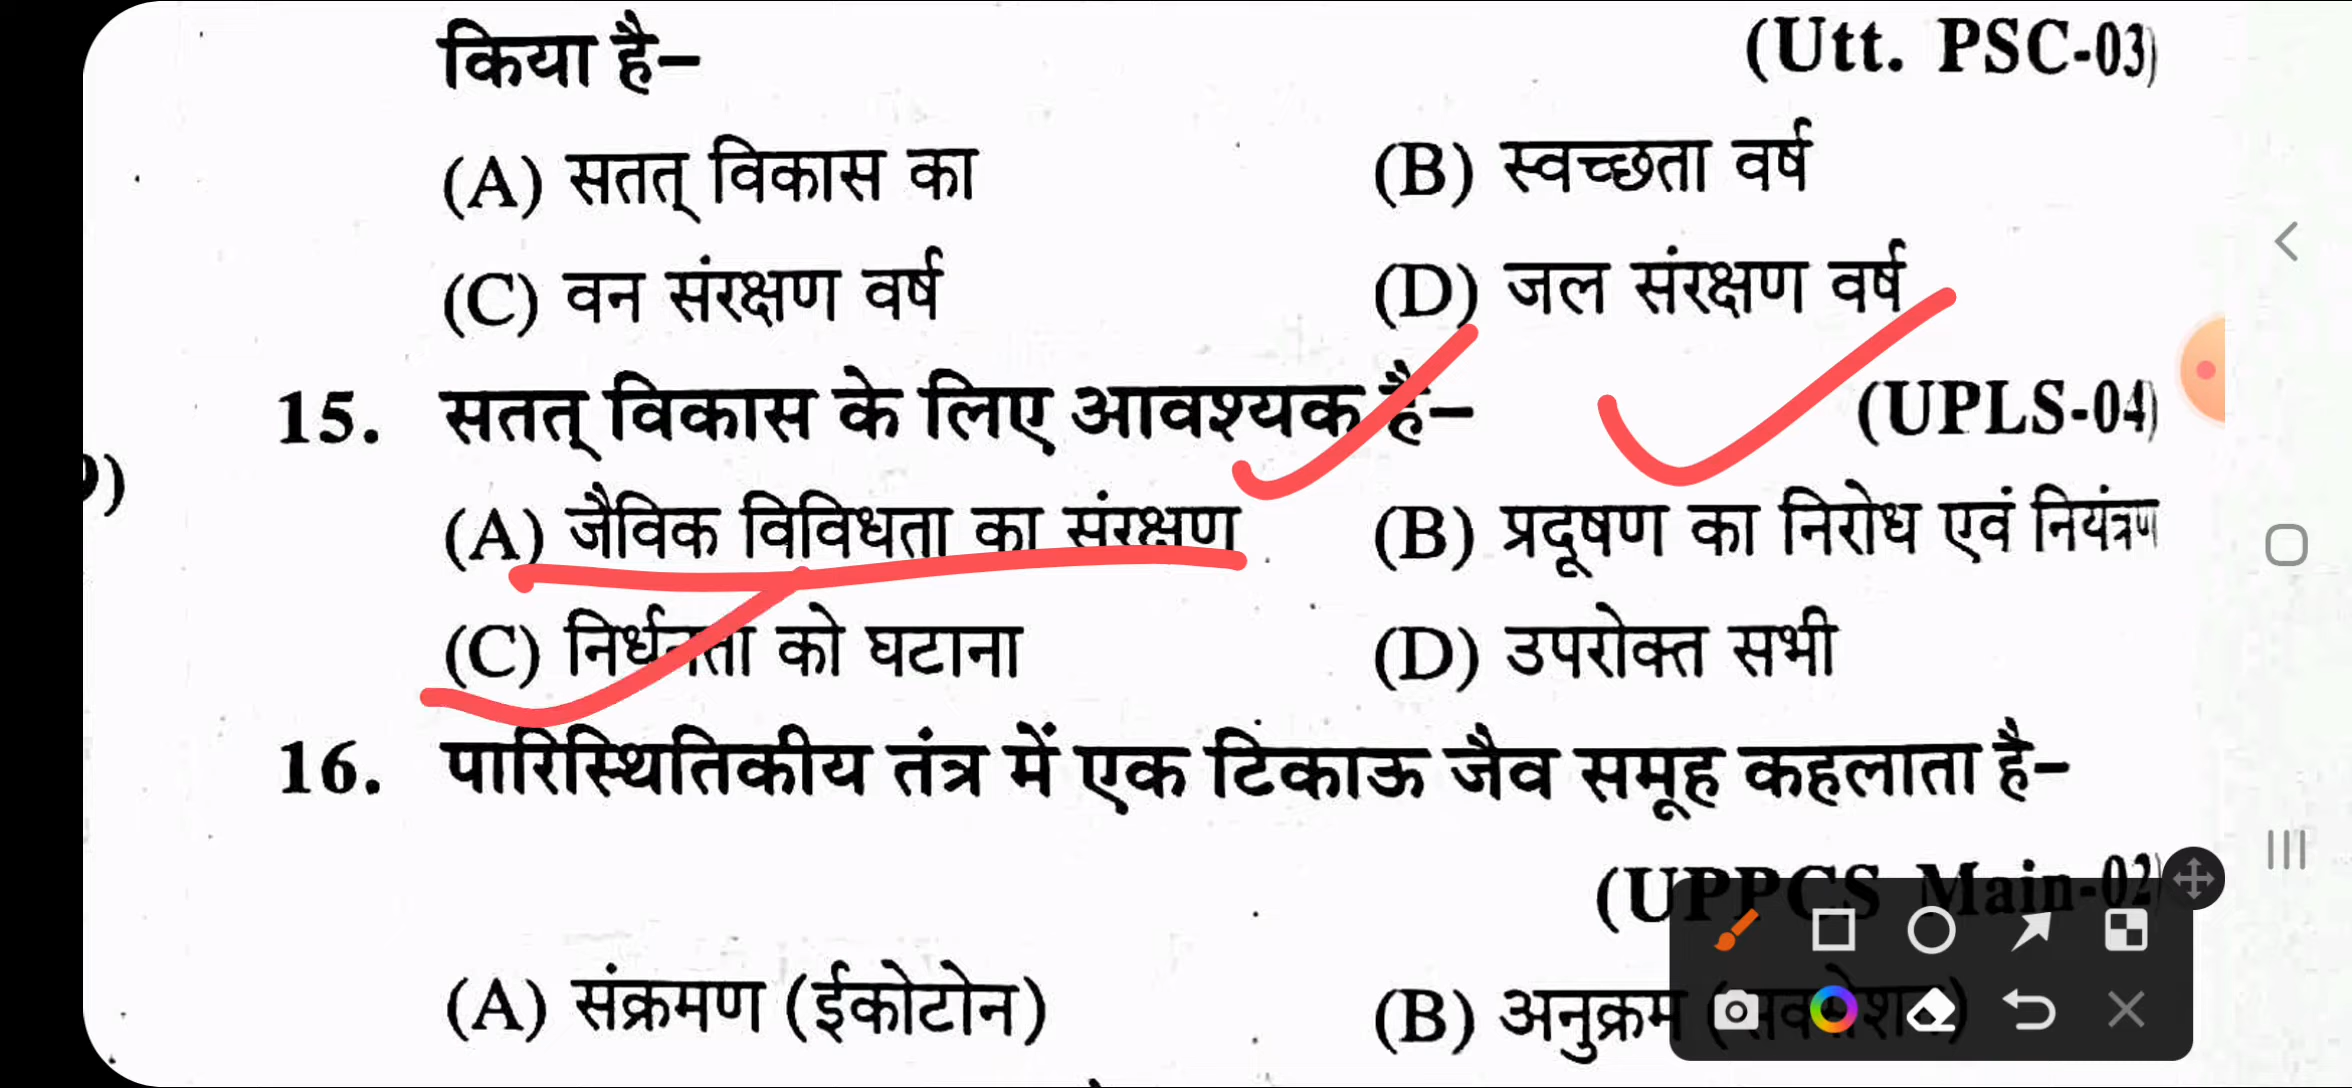 किया है– (Utt. PSC-03)
(A) सतत् विकास का (B) स्वच्छता वर्ष
(C) वन संरक्षण वर्ष (D) जल संरक्षण वर्ष
15. सतत् विकास के लिए आवश्यक है– (UPLS-04)
(A) जैविक विविधता का संरक्षण (B) प्रदूषण का निरोध एवं नियंत्रण
(C) निर्धनता को घटाना (D) उपरोक्त सभी
16. पारिस्थितिकीय तंत्र में एक टिकाऊ जैव समूह कहलाता है–
(UPPCS Main-02)
(A) संक्रमण (ईकोटोन) (B) अनुक्रम